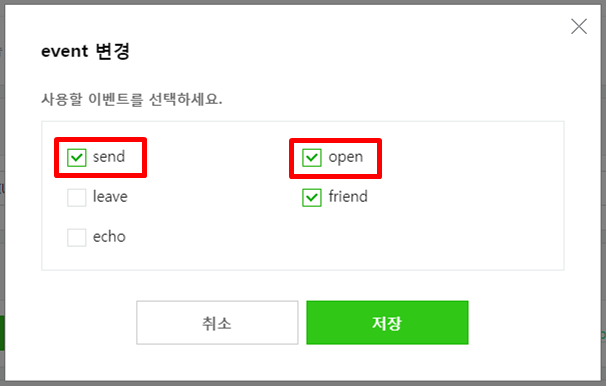 event 변경
사용할 이벤트를 선택하세요.
send open
leave friend
echo
취소 저장